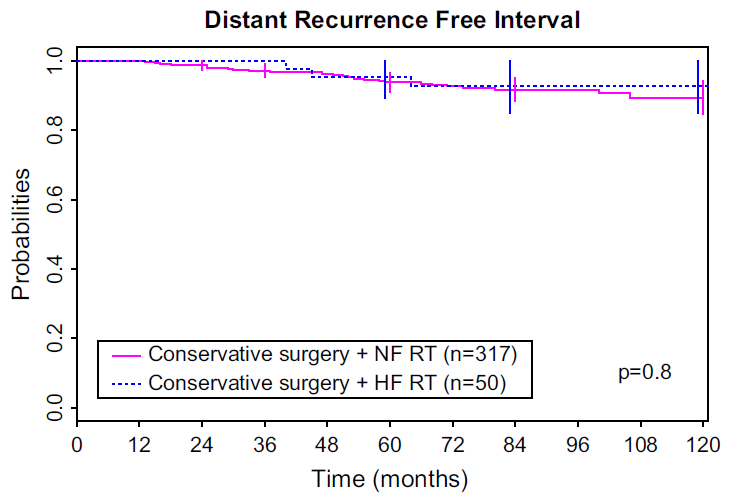 Distant Recurrence Free Interval
Probabilities
1.0
0.8
0.6
0.4
0.2
0.0
Conservative surgery + NF RT (n=317)
Conservative surgery + HF RT (n=50)
p=0.8
0 12 24 36 48 60 72 84 96 108 120
Time (months)